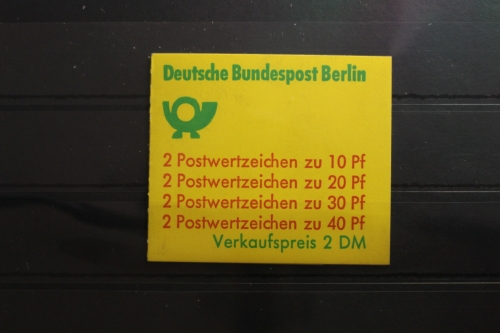 Deutsche Bundespost Berlin
2 Postwertzeichen zu 10 Pf
2 Postwertzeichen zu 20 Pf
2 Postwertzeichen zu 30 Pf
2 Postwertzeichen zu 40 Pf
Verkaufspreis 2 DM